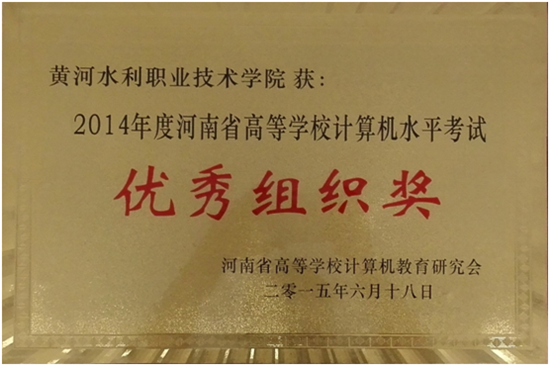 黄河水利职业技术学院 获：
2014年度河南省高等学校计算机水平考试
优秀组织奖
河南省高等学校计算机教育研究会
二零一五年六月十八日